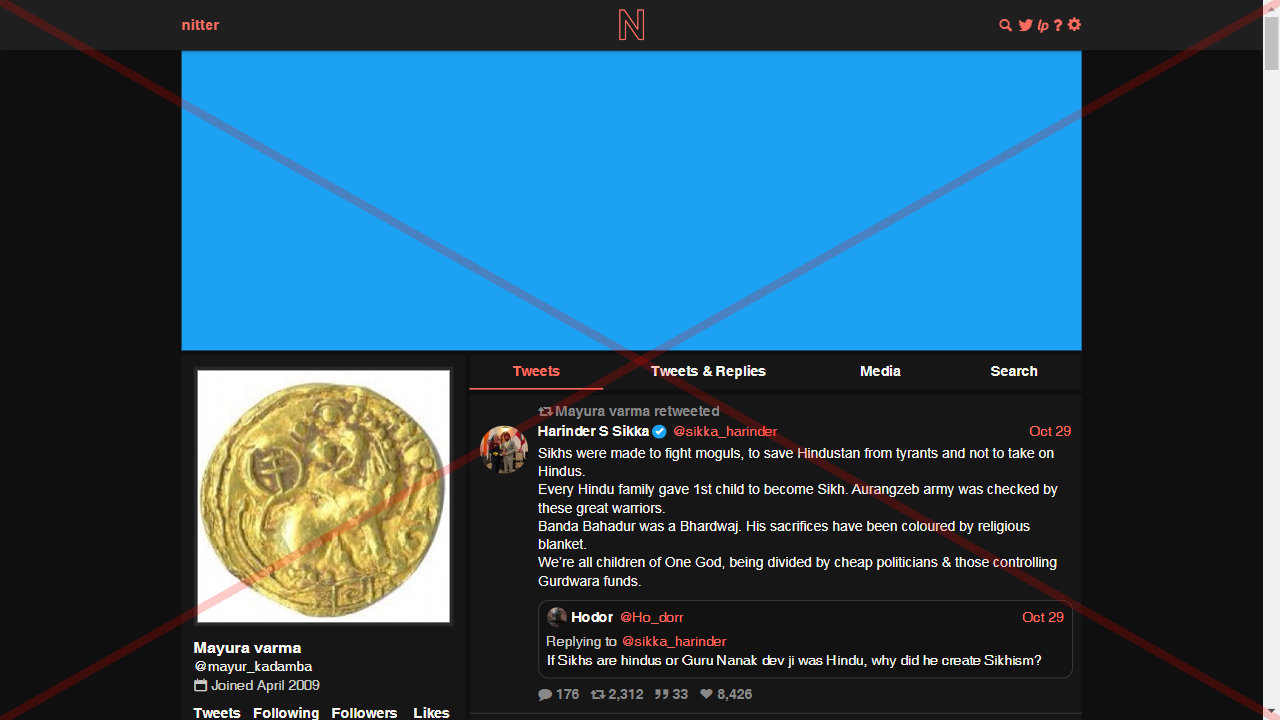 nitter
N
lp ?
Tweets Tweets & Replies Media Search
Mayura varma retweeted
Harinder S Sikka @sikka_harinder Oct 29
Sikhs were made to fight moguls, to save Hindustan from tyrants and not to take on
Hindus.
Every Hindu family gave 1st child to become Sikh. Aurangzeb army was checked by
these great warriors.
Banda Bahadur was a Bhardwaj. His sacrifices have been coloured by religious
blanket.
We're all children of One God, being divided by cheap politicians & those controlling
Gurdwara funds.
Hodor @Ho_dorr Oct 29
Replying to @sikka_harinder
If Sikhs are hindus or Guru Nanak dev ji was Hindu, why did he create Sikhism?
176 2,312 33 8,426
Mayura varma
@mayur_kadamba
Joined April 2009
Tweets Following Followers Likes